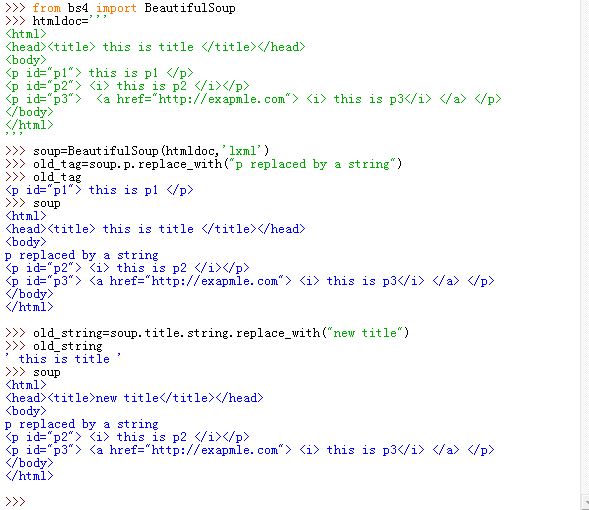 >>> from bs4 import BeautifulSoup
>>> htmldoc='''
<html>
<head><title> this is title </title></head>
<body>
<p id="p1"> this is p1 </p>
<p id="p2"> <i> this is p2 </i></p>
<p id="p3">  <a href="http://exapmle.com"> <i> this is p3</i> </a> </p>
</body>
</html>
'''
>>> soup=BeautifulSoup(htmldoc,'lxml')
>>> old_tag=soup.p.replace_with("p replaced by a string")
>>> old_tag
<p id="p1"> this is p1 </p>
>>> soup
<html>
<head><title> this is title </title></head>
<body>
p replaced by a string
<p id="p2"> <i> this is p2 </i></p>
<p id="p3"> <a href="http://exapmle.com"> <i> this is p3</i> </a> </p>
</body>
</html>
>>> old_string=soup.title.string.replace_with("new title")
>>> old_string
' this is title '
>>> soup
<html>
<head><title>new title</title></head>
<body>
p replaced by a string
<p id="p2"> <i> this is p2 </i></p>
<p id="p3"> <a href="http://exapmle.com"> <i> this is p3</i> </a> </p>
</body>
</html>
>>>